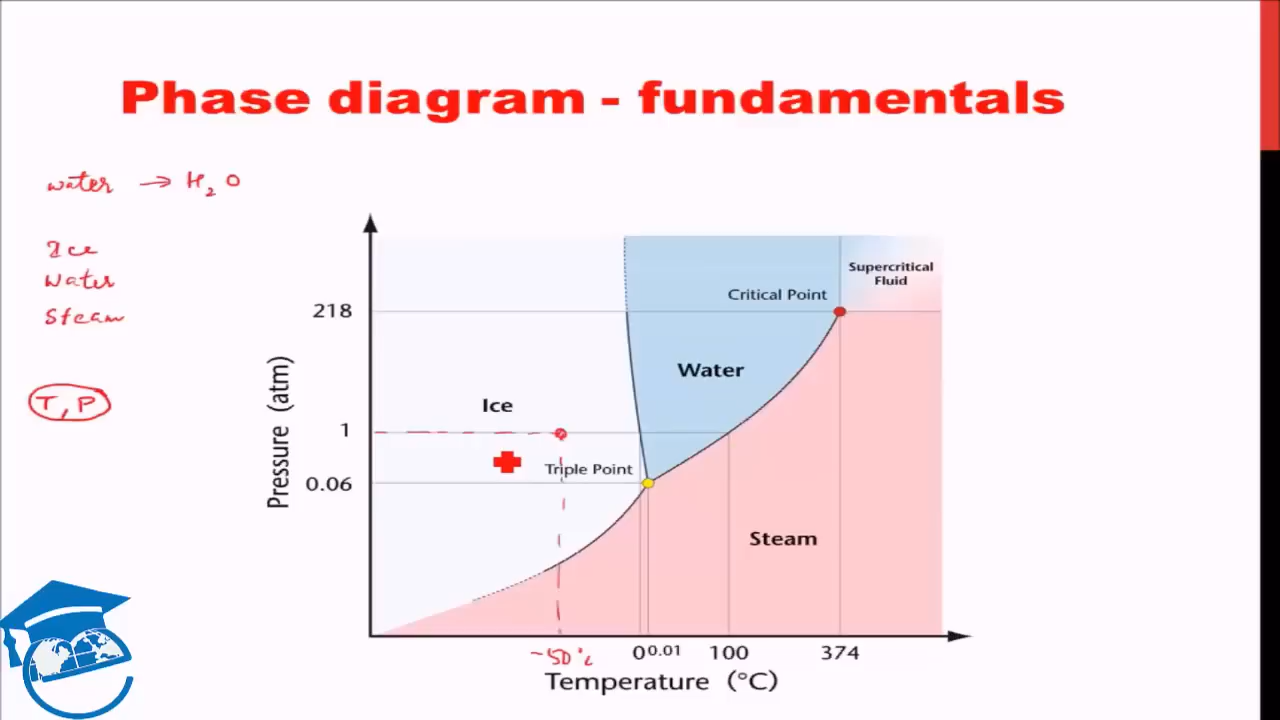 Phase diagram - fundamentals
water → H₂O
Ice
Water
Steam
T, P
Pressure (atm)
218
1
0.06
Supercritical
Fluid
Critical Point
Water
Ice
Triple Point
Steam
-50°c
0
0.01
100
374
Temperature (°C)